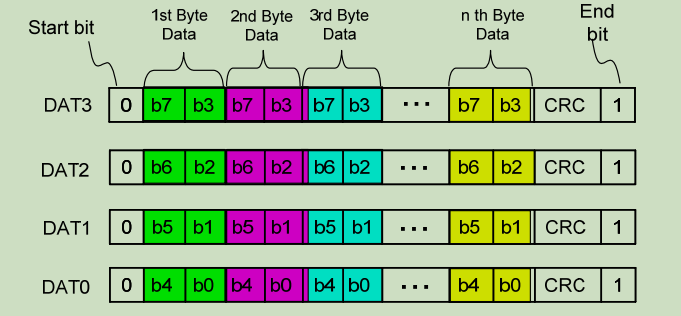 Start bit
1st Byte
Data
2nd Byte
Data
3rd Byte
Data
n th Byte
Data
End
bit
DAT3 0 b7 b3 b7 b3 b7 b3 ··· b7 b3 CRC 1
DAT2 0 b6 b2 b6 b2 b6 b2 ··· b6 b2 CRC 1
DAT1 0 b5 b1 b5 b1 b5 b1 ··· b5 b1 CRC 1
DAT0 0 b4 b0 b4 b0 b4 b0 ··· b4 b0 CRC 1